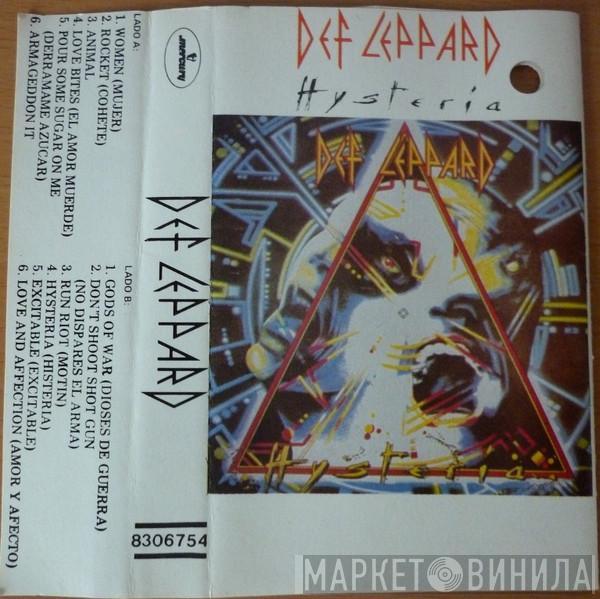 LADO A:
1. WOMEN (MUJER)
2. ROCKET (COHETE)
3. ANIMAL
4. LOVE BITES (EL AMOR MUERDE)
5. POUR SOME SUGAR ON ME
(DERRAMAME AZUCAR)
6. ARMAGEDDON IT
LADO B:
1. GODS OF WAR (DIOSES DE GUERRA)
2. DON'T SHOOT SHOT GUN
(NO DISPARES EL ARMA)
3. RUN RIOT (MOTIN)
4. HYSTERIA (HISTERIA)
5. EXCITABLE (EXCITABLE)
6. LOVE AND AFFECTION (AMOR Y AFECTO)
mercury
DEF LEPPARD
8306754
DEF LEPPARD
Hysteria
DEF LEPPARD
Hysteria
МАРКЕТ ВИНИЛА